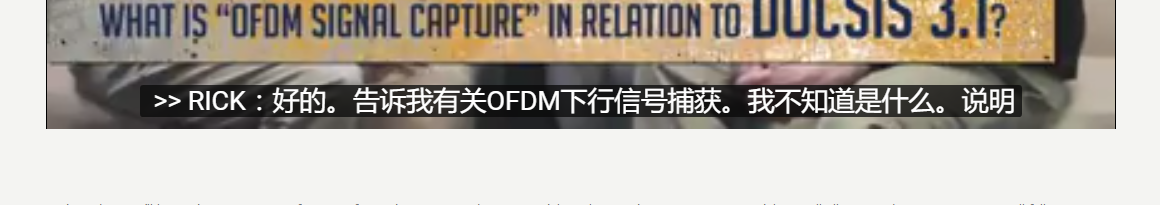 WHAT IS “OFDM SIGNAL CAPTURE” IN RELATION TO DOCSIS 3.1?
>> RICK：好的。告诉我有关OFDM下行信号捕获。我不知道是什么。说明